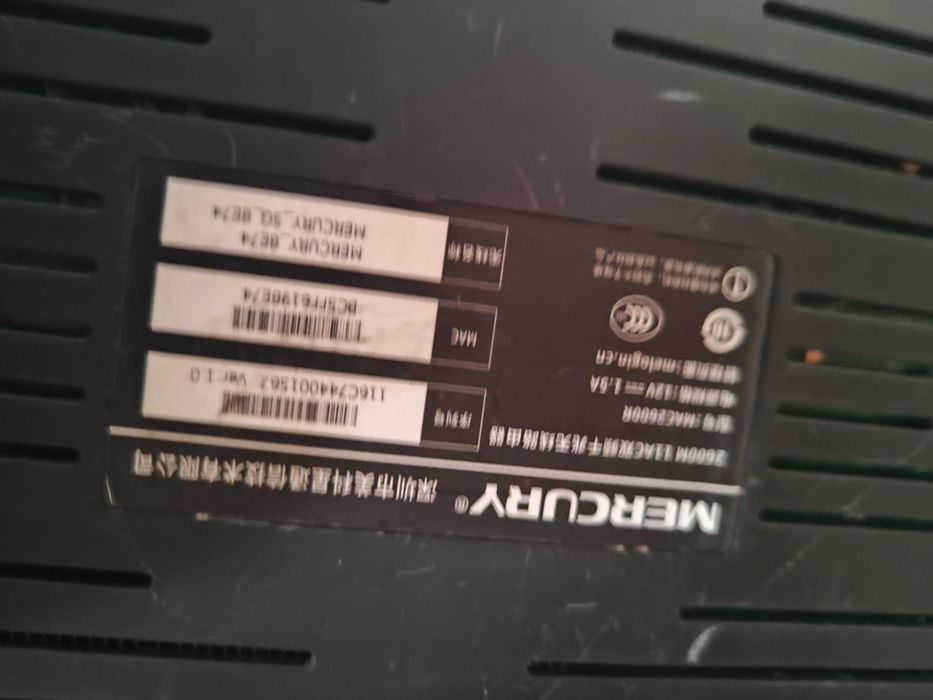 MERCURY® 深圳市美科星通信技术有限公司
2600M 11AC双频千兆无线路由器
型号:MAC2600R
电源规格:12V⎓1.5A
管理页面:melogin.cn
序列号
116C744001567 Ver:1.0
MAC
无线名称
MERCURY_8E74
MERCURY_5G_8E74